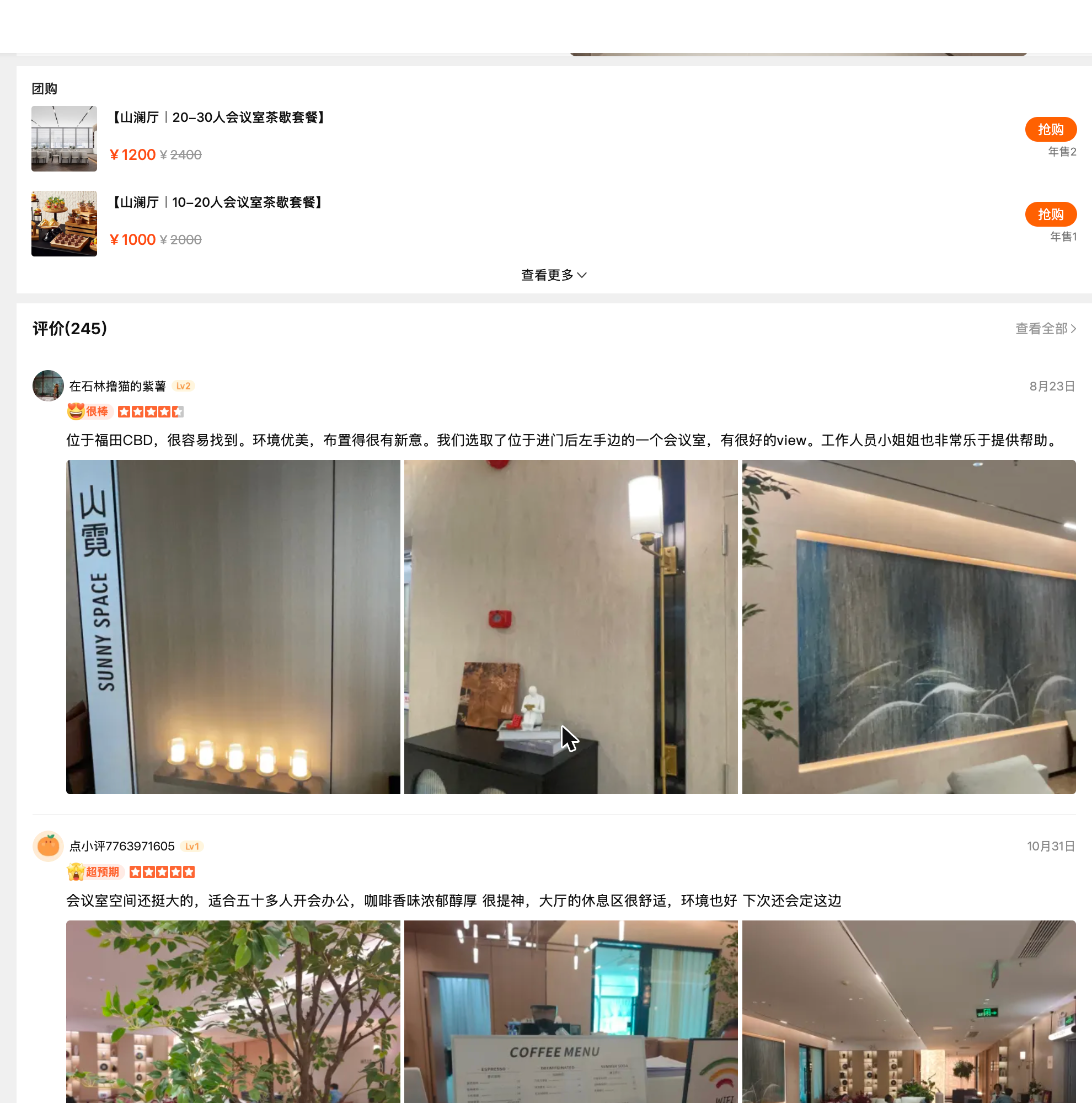 团购
【山澜厅｜20-30人会议室茶歇套餐】
抢购
¥1200 ¥2400
年售2
【山澜厅｜10-20人会议室茶歇套餐】
抢购
¥1000 ¥2000
年售1
查看更多
评价(245)
查看全部
在石林撸猫的紫薯 Lv2
8月23日
很棒
位于福田CBD，很容易找到。环境优美，布置得很有新意。我们选取了位于进门后左手边的一个会议室，有很好的view。工作人员小姐姐也非常乐于提供帮助。
山霓
SUNNY SPACE
点小评7763971605 Lv1
10月31日
超预期
会议室空间还挺大的，适合五十多人开会办公，咖啡香味浓郁醇厚 很提神，大厅的休息区很舒适，环境也好 下次还会定这边
COFFEE MENU
WIFI